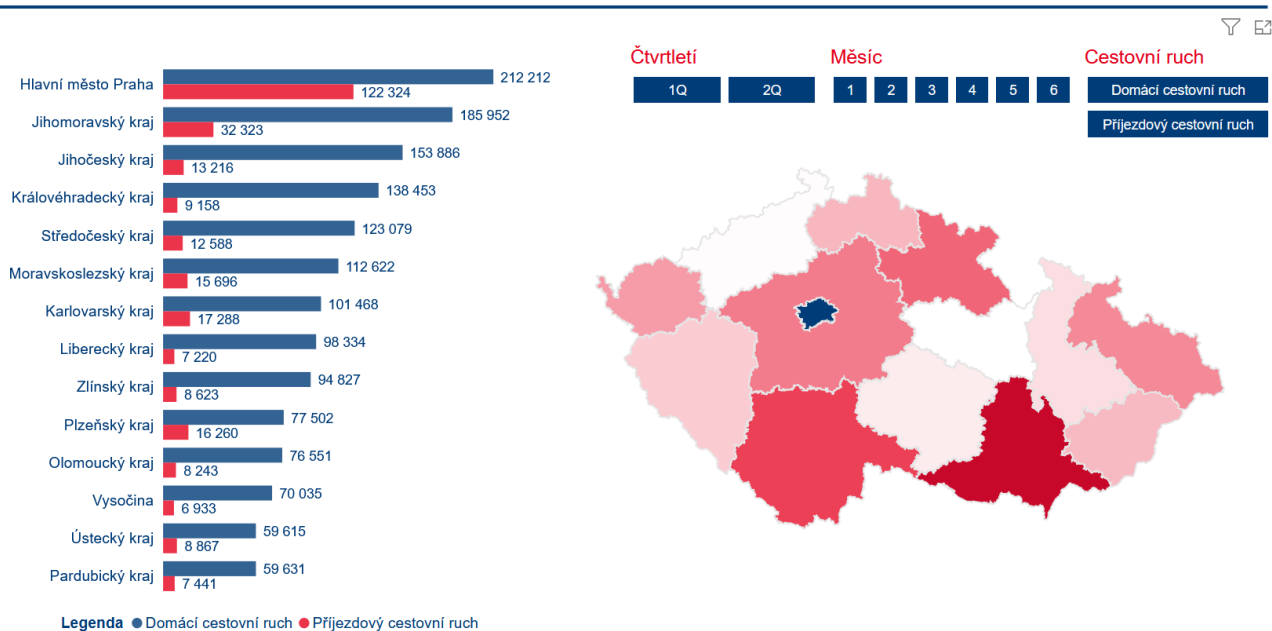 Čtvrtletí Měsíc Cestovní ruch
1Q 2Q 1 2 3 4 5 6 Domácí cestovní ruch
Příjezdový cestovní ruch
Hlavní město Praha 212 212
122 324
Jihomoravský kraj 185 952
32 323
Jihočeský kraj 153 886
13 216
Královéhradecký kraj 138 453
9 158
Středočeský kraj 123 079
12 588
Moravskoslezský kraj 112 622
15 696
Karlovarský kraj 101 468
17 288
Liberecký kraj 98 334
7 220
Zlínský kraj 94 827
8 623
Plzeňský kraj 77 502
16 260
Olomoucký kraj 76 551
8 243
Vysočina 70 035
6 933
Ústecký kraj 59 615
8 867
Pardubický kraj 59 631
7 441
Legenda Domácí cestovní ruch Příjezdový cestovní ruch